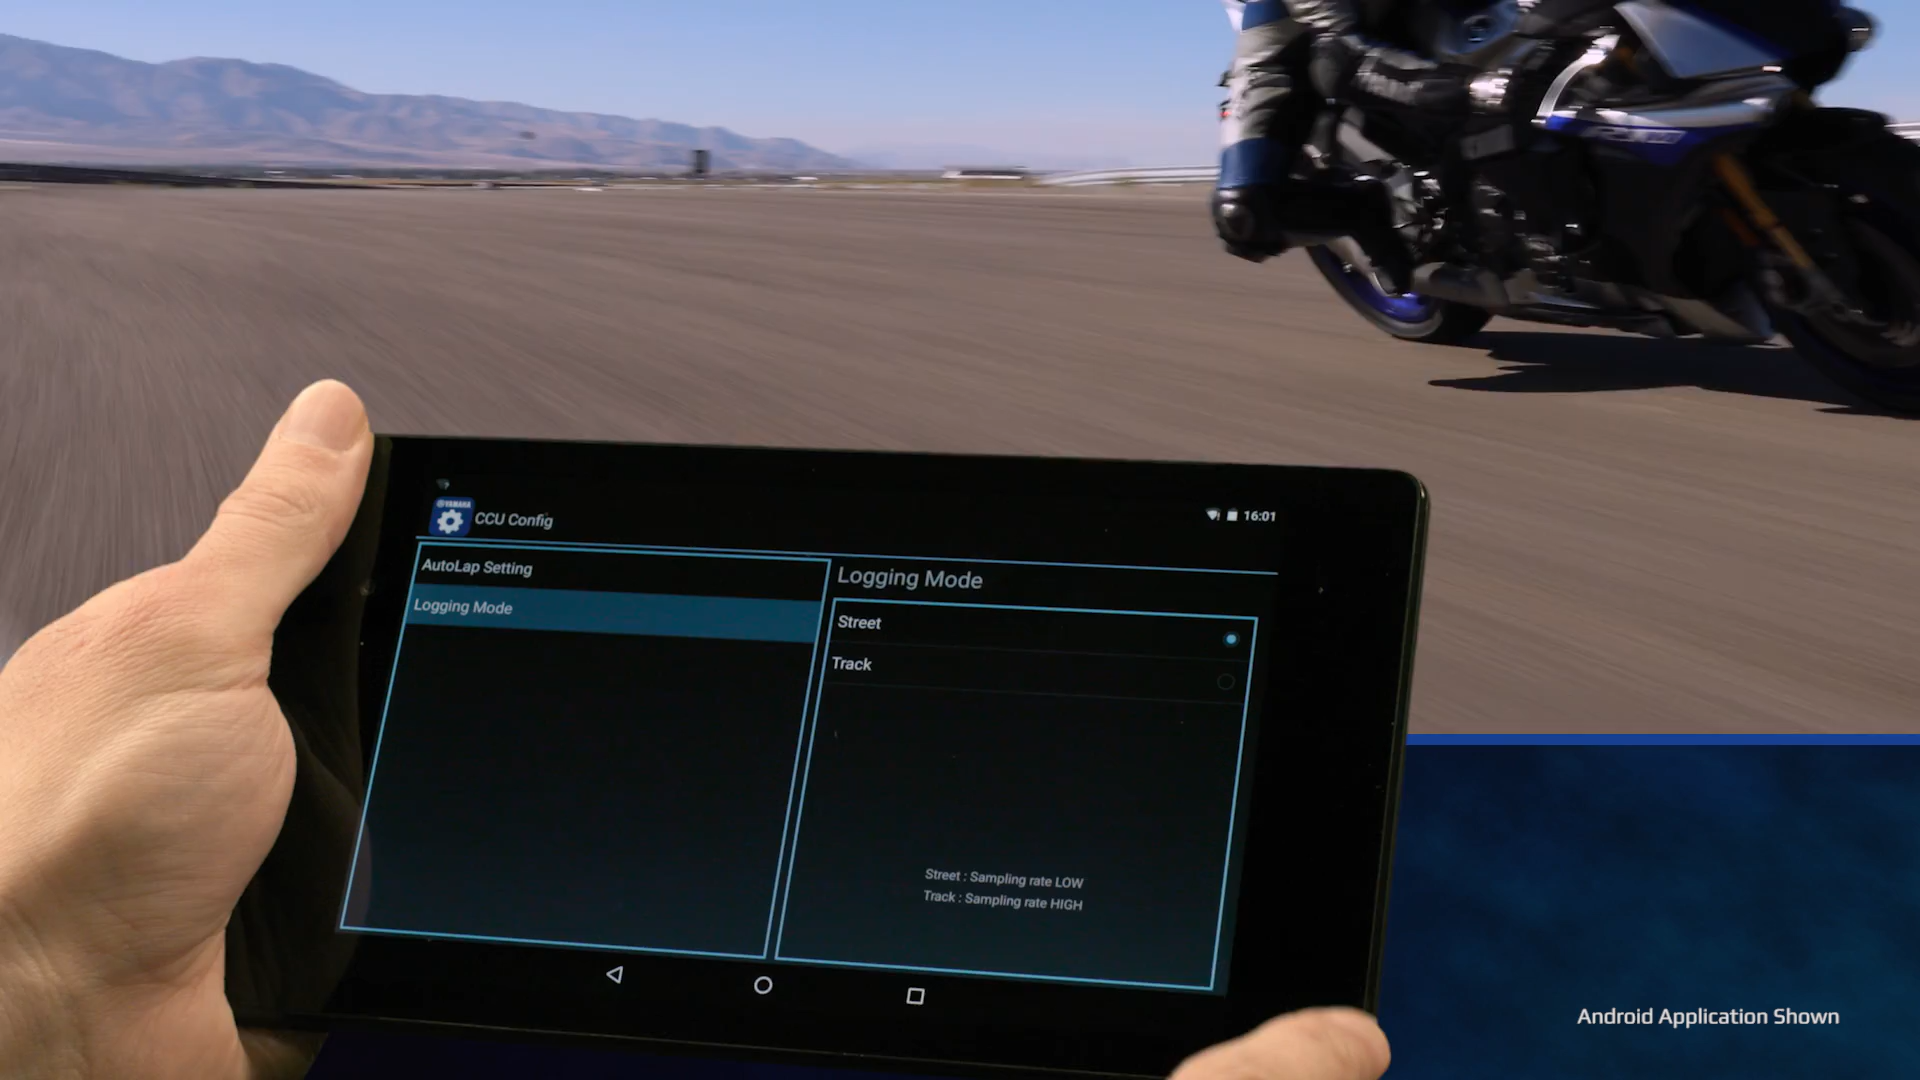 YAMAHA
CCU Config
16:01
AutoLap Setting
Logging Mode
Logging Mode
Street
Track
Street : Sampling rate LOW
Track : Sampling rate HIGH
Android Application Shown